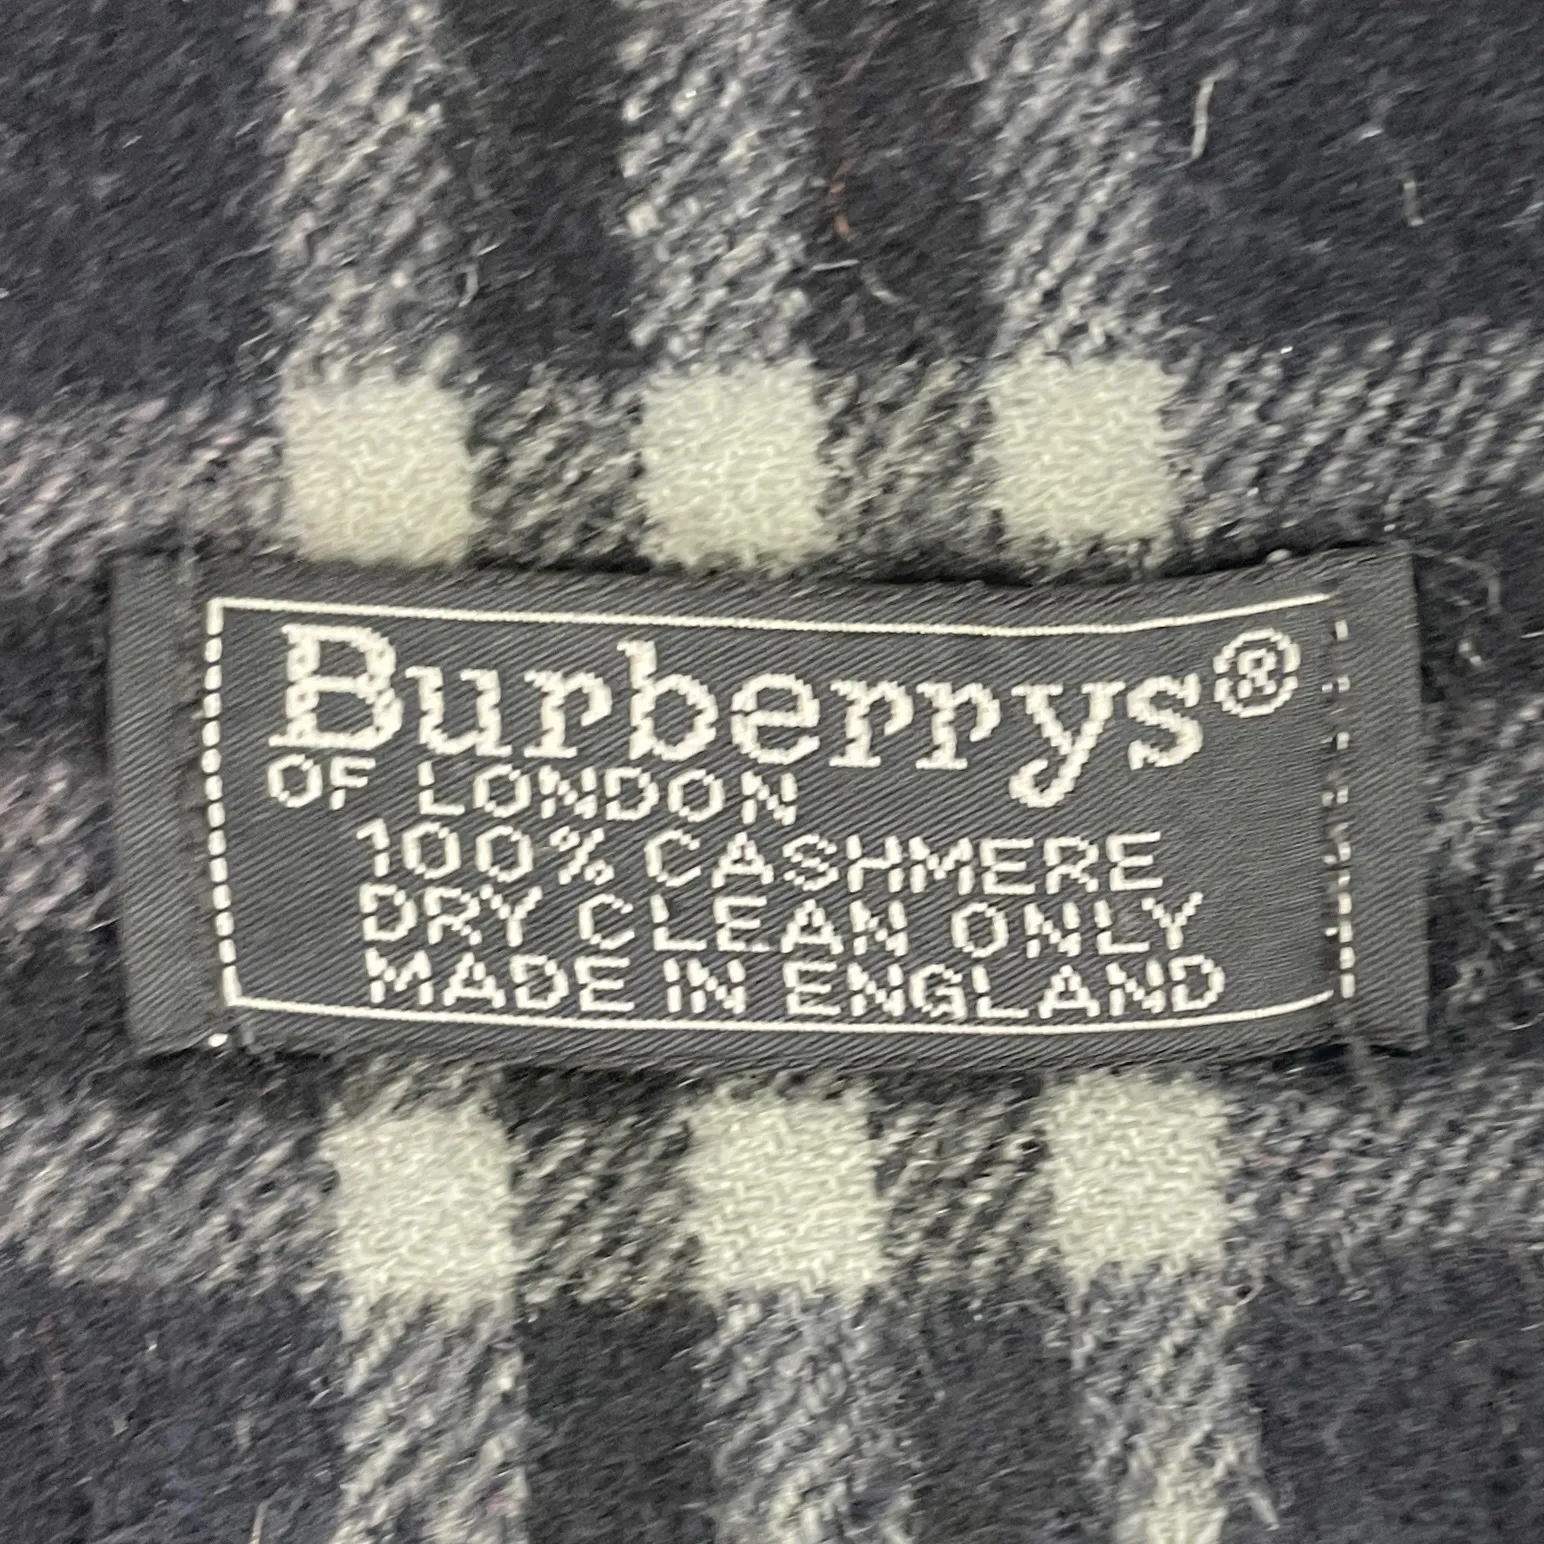 Burberrys®
OF LONDON
100% CASHMERE
DRY CLEAN ONLY
MADE IN ENGLAND